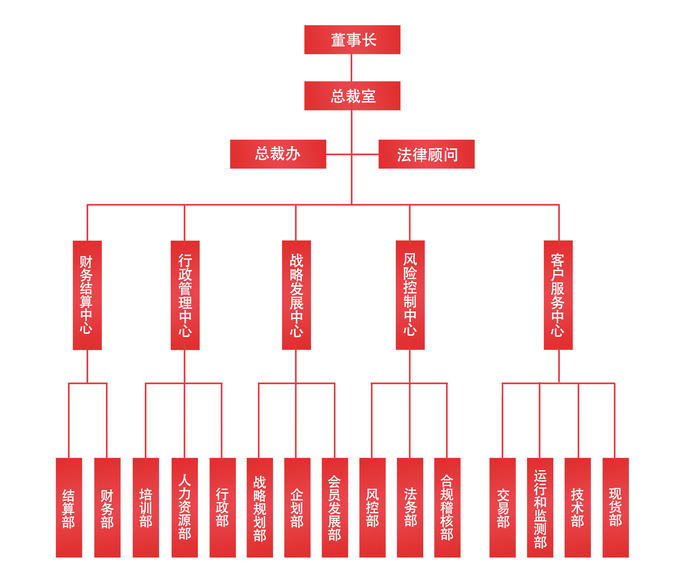 董事长
总裁室
总裁办
法律顾问
财务结算中心
行政管理中心
战略发展中心
风险控制中心
客户服务中心
结算部
财务部
培训部
人力资源部
行政部
战略规划部
企划部
会员发展部
风控部
法务部
合规稽核部
交易部
运行和监测部
技术部
现货部